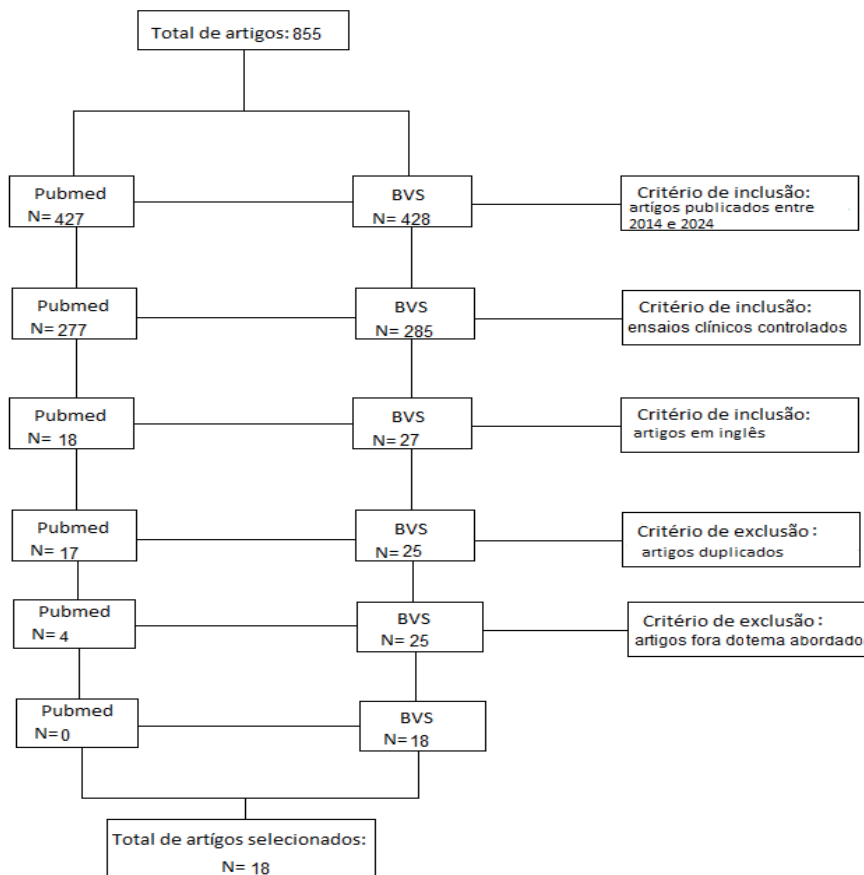 Total de artigos: 855
Pubmed
N= 427
BVS
N= 428
Critério de inclusão:
artígos publicados entre
2014 e 2024
Pubmed
N= 277
BVS
N= 285
Critério de inclusão:
ensaios clínicos controlados
Pubmed
N= 18
BVS
N= 27
Critério de inclusão:
artigos em inglês
Pubmed
N= 17
BVS
N= 25
Critério de exclusão :
artigos duplicados
Pubmed
N= 4
BVS
N= 25
Critério de exclusão :
artigos fora dotema abordado
Pubmed
N= 0
BVS
N= 18
Total de artígos selecionados:
N= 18